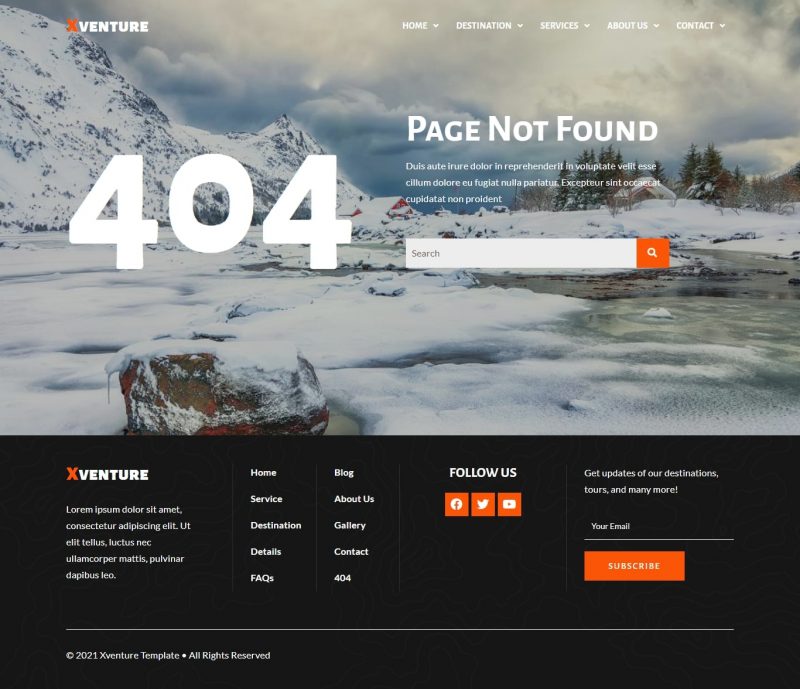 XVENTURE
HOME
DESTINATION
SERVICES
ABOUT US
CONTACT
404
Page Not Found
Duis aute irure dolor in reprehenderit in voluptate velit esse
cillum dolore eu fugiat nulla pariatur. Excepteur sint occaecat
cupidatat non proident
Search
XVENTURE
Lorem ipsum dolor sit amet,
consectetur adipiscing elit. Ut
elit tellus, luctus nec
ullamcorper mattis, pulvinar
dapibus leo.
Home
Service
Destination
Details
FAQs
Blog
About Us
Gallery
Contact
404
FOLLOW US
Get updates of our destinations,
tours, and many more!
Your Email
SUBSCRIBE
© 2021 Xventure Template • All Rights Reserved